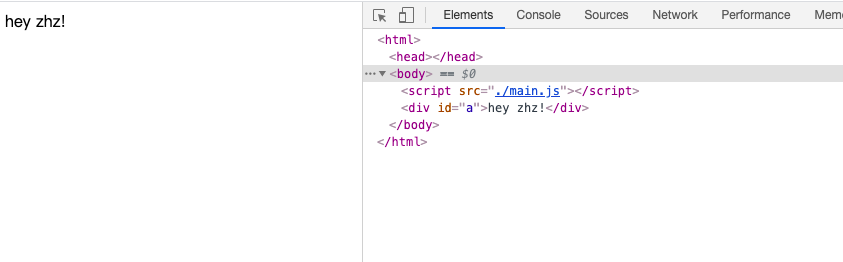 hey zhz!
Elements Console Sources Network Performance Mem
<html>
<head></head>
<body> == $0
<script src="./main.js"></script>
<div id="a">hey zhz!</div>
</body>
</html>